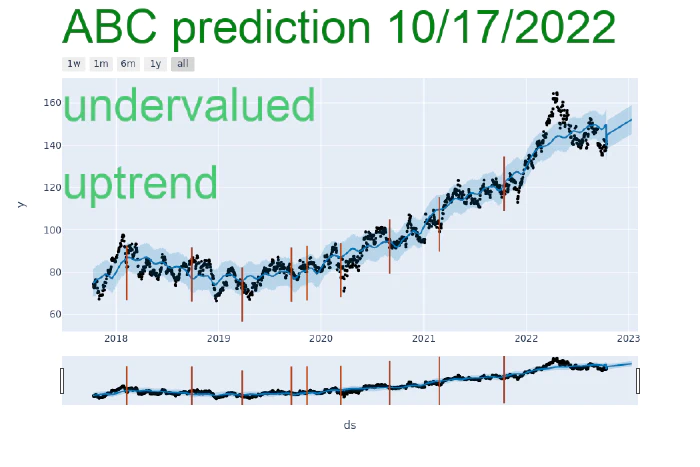 ABC prediction 10/17/2022
1w 1m 6m 1y all
undervalued
uptrend
160
140
120
100
80
60
y
2018 2019 2020 2021 2022 2023
ds